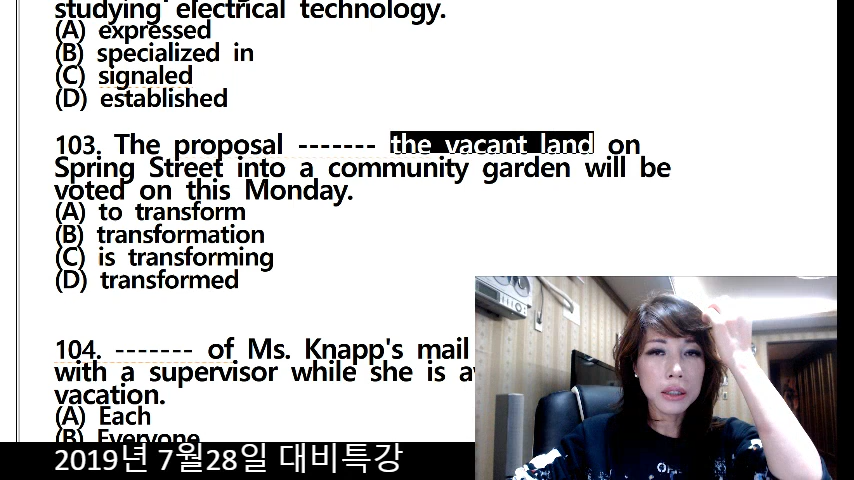 studying electrical technology.
(A) expressed
(B) specialized in
(C) signaled
(D) established
103. The proposal ------- the vacant land on
Spring Street into a community garden will be
voted on this Monday.
(A) to transform
(B) transformation
(C) is transforming
(D) transformed
104. ------- of Ms. Knapp's mail
with a supervisor while she is
vacation.
(A) Each
(B) Everyone
2019년 7월28일 대비특강